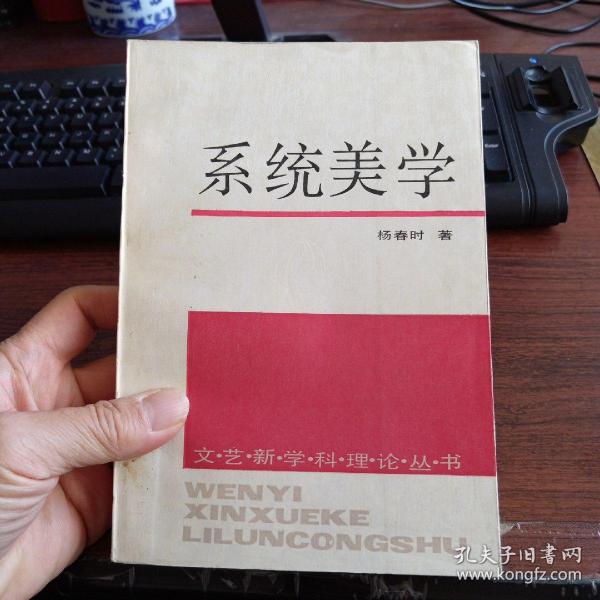 系统美学
杨春时 著
文·艺·新·学·科·理·论·丛·书
WENYI
XINXUEKE
LILUNCONGSHU
孔夫子旧書网
www.kongfz.com